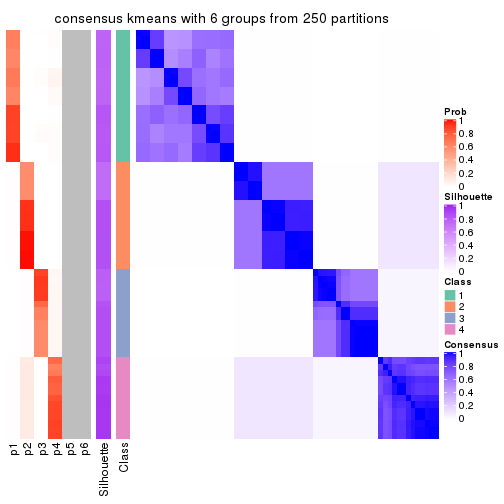 consensus kmeans with 6 groups from 250 partitions
Prob
1
0.8
0.6
0.4
0.2
0
Silhouette
1
0.8
0.6
0.4
0.2
0
Class
1
2
3
4
Consensus
1
0.8
0.6
0.4
0.2
0
p1
p2
p3
p4
p5
p6
Silhouette
Class